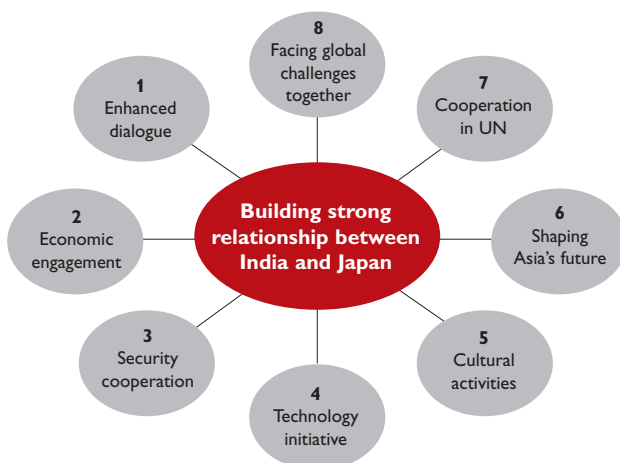 8
Facing global
challenges
together
1
Enhanced
dialogue
7
Cooperation
in UN
Building strong
relationship between
India and Japan
2
Economic
engagement
6
Shaping
Asia's future
3
Security
cooperation
5
Cultural
activities
4
Technology
initiative